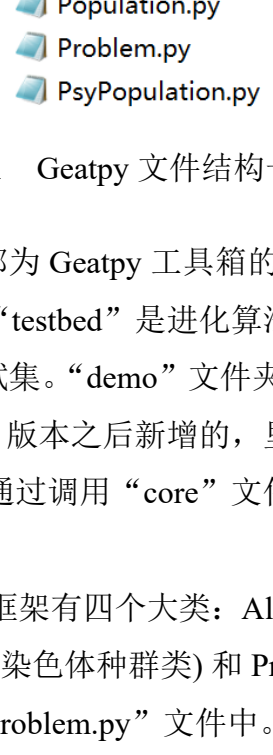 Population.py
Problem.py
PsyPopulation.py
Geatpy 文件结构
为 Geatpy 工具箱的
“testbed”是进化算
集。“demo”文件夹
版本之后新增的，
通过调用“core”文
框架有四个大类：Al
染色体种群类) 和 Pr
roblem.py”文件中。